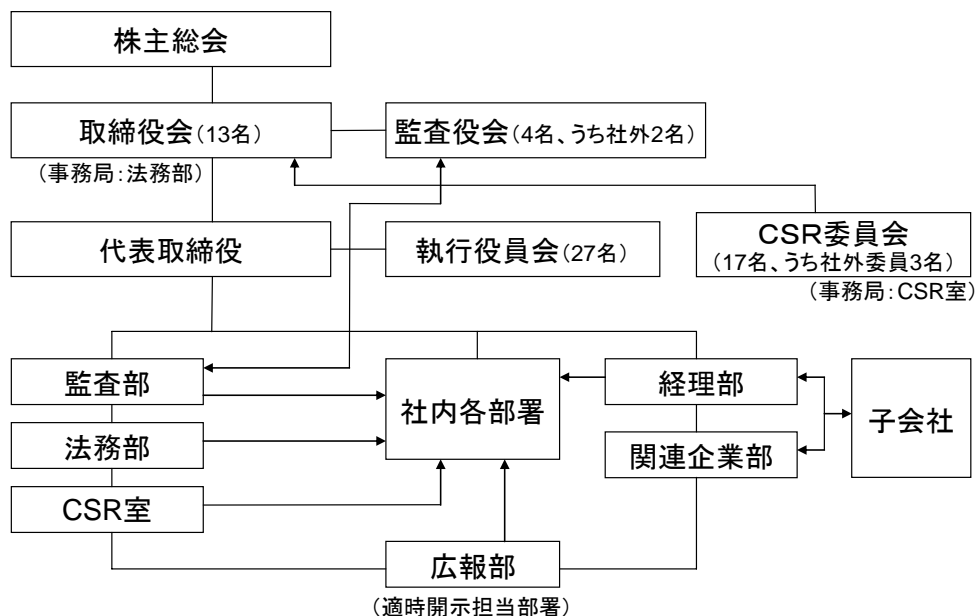 株主総会
取締役会(13名)
監査役会(4名、うち社外2名)
(事務局:法務部)
代表取締役
執行役員会(27名)
CSR委員会
(17名、うち社外委員3名)
(事務局:CSR室)
監査部
社内各部署
経理部
子会社
法務部
関連企業部
CSR室
広報部
(適時開示担当部署)